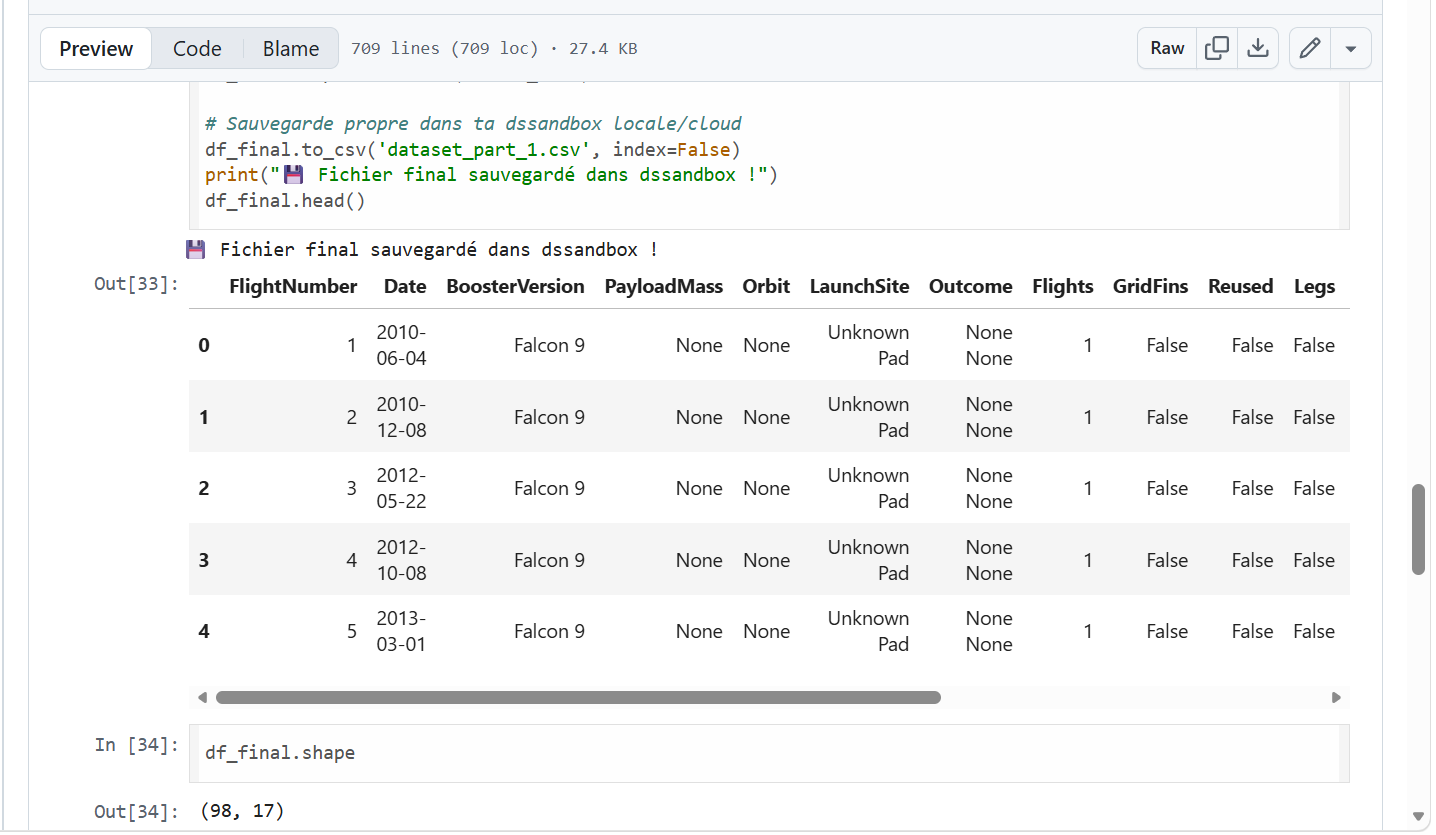 Preview Code Blame 709 lines (709 loc) · 27.4 KB Raw
# Sauvegarde propre dans ta dssandbox locale/cloud
df_final.to_csv('dataset_part_1.csv', index=False)
print("💾 Fichier final sauvegardé dans dssandbox !")
df_final.head()
💾 Fichier final sauvegardé dans dssandbox !
Out[33]:
FlightNumber Date BoosterVersion PayloadMass Orbit LaunchSite Outcome Flights GridFins Reused Legs
0 1 2010-06-04 Falcon 9 None None Unknown Pad None None 1 False False False
1 2 2010-12-08 Falcon 9 None None Unknown Pad None None 1 False False False
2 3 2012-05-22 Falcon 9 None None Unknown Pad None None 1 False False False
3 4 2012-10-08 Falcon 9 None None Unknown Pad None None 1 False False False
4 5 2013-03-01 Falcon 9 None None Unknown Pad None None 1 False False False
In [34]:
df_final.shape
Out[34]: (98, 17)